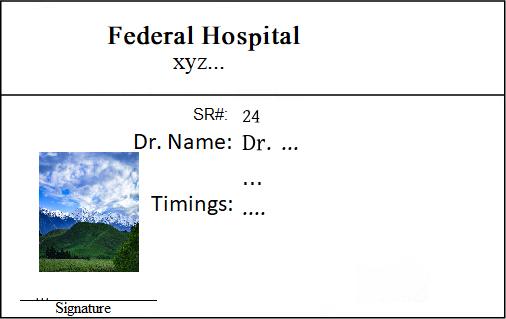 Federal Hospital
xyz...
SR#: 24
Dr. Name: Dr. ...
...
Timings: ....
...
Signature